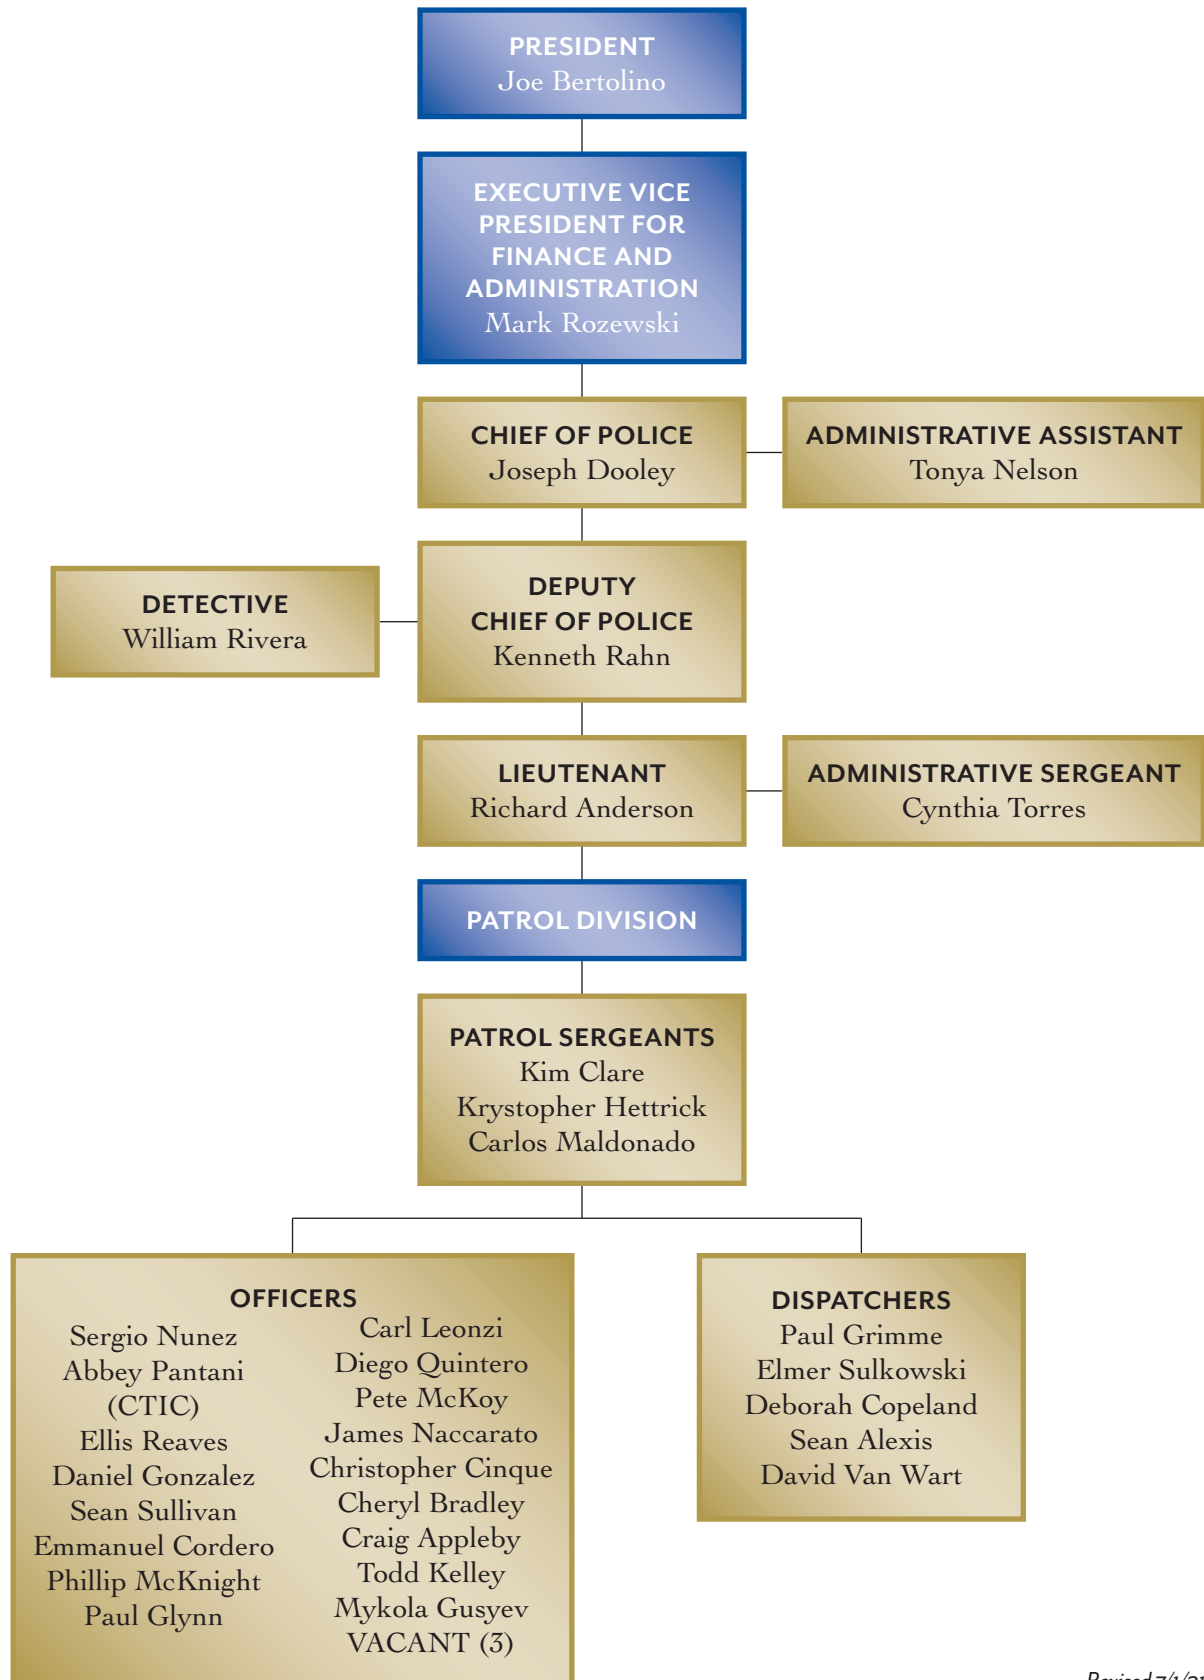 PRESIDENT
Joe Bertolino
EXECUTIVE VICE
PRESIDENT FOR
FINANCE AND
ADMINISTRATION
Mark Rozewski
CHIEF OF POLICE
Joseph Dooley
ADMINISTRATIVE ASSISTANT
Tonya Nelson
DETECTIVE
William Rivera
DEPUTY
CHIEF OF POLICE
Kenneth Rahn
LIEUTENANT
Richard Anderson
ADMINISTRATIVE SERGEANT
Cynthia Torres
PATROL DIVISION
PATROL SERGEANTS
Kim Clare
Krystopher Hettrick
Carlos Maldonado
OFFICERS
Sergio Nunez
Abbey Pantani
(CTIC)
Ellis Reaves
Daniel Gonzalez
Sean Sullivan
Emmanuel Cordero
Phillip McKnight
Paul Glynn
Carl Leonzi
Diego Quintero
Pete McKoy
James Naccarato
Christopher Cinque
Cheryl Bradley
Craig Appleby
Todd Kelley
Mykola Gusyev
VACANT (3)
DISPATCHERS
Paul Grimme
Elmer Sulkowski
Deborah Copeland
Sean Alexis
David Van Wart
Revised